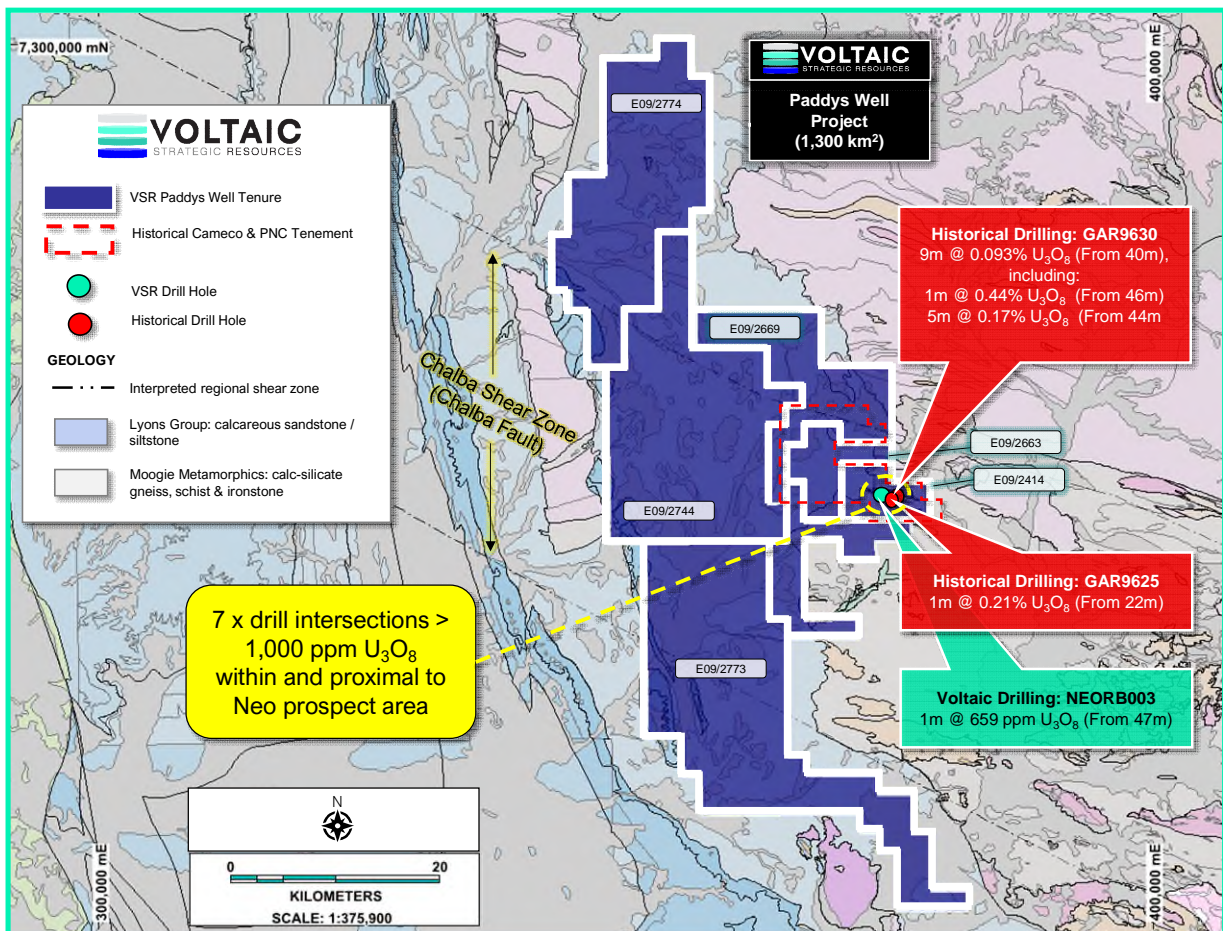 7,300,000 mN
400,000 mE
VOLTAIC
STRATEGIC RESOURCES
VSR Paddys Well Tenure
Historical Cameco & PNC Tenement
VSR Drill Hole
Historical Drill Hole
GEOLOGY
Interpreted regional shear zone
Lyons Group: calcareous sandstone /
siltstone
Moogie Metamorphics: calc-silicate
gneiss, schist & ironstone
VOLTAIC
STRATEGIC RESOURCES
Paddys Well
Project
(1,300 km²)
E09/2774
E09/2669
Chalba Shear Zone
(Chalba Fault)
Historical Drilling: GAR9630
9m @ 0.093% U₃O₈ (From 40m),
including:
1m @ 0.44% U₃O₈ (From 46m)
5m @ 0.17% U₃O₈ (From 44m
E09/2663
E09/2414
E09/2744
Historical Drilling: GAR9625
1m @ 0.21% U₃O₈ (From 22m)
7 x drill intersections >
1,000 ppm U₃O₈
within and proximal to
Neo prospect area
E09/2773
Voltaic Drilling: NEORB003
1m @ 659 ppm U₃O₈ (From 47m)
N
0 20
KILOMETERS
SCALE: 1:375,900
300,000 mE
400,000 mE